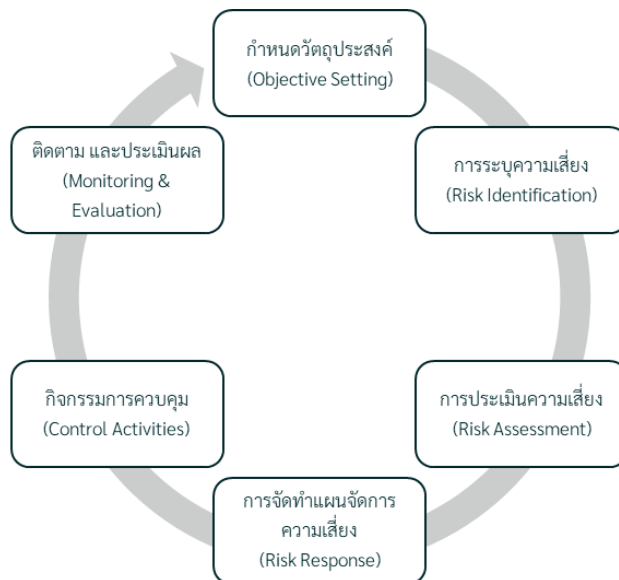 กำหนดวัตถุประสงค์
(Objective Setting)
การระบุความเสี่ยง
(Risk Identification)
การประเมินความเสี่ยง
(Risk Assessment)
การจัดทำแผนจัดการ
ความเสี่ยง
(Risk Response)
กิจกรรมการควบคุม
(Control Activities)
ติดตาม และประเมินผล
(Monitoring &
Evaluation)